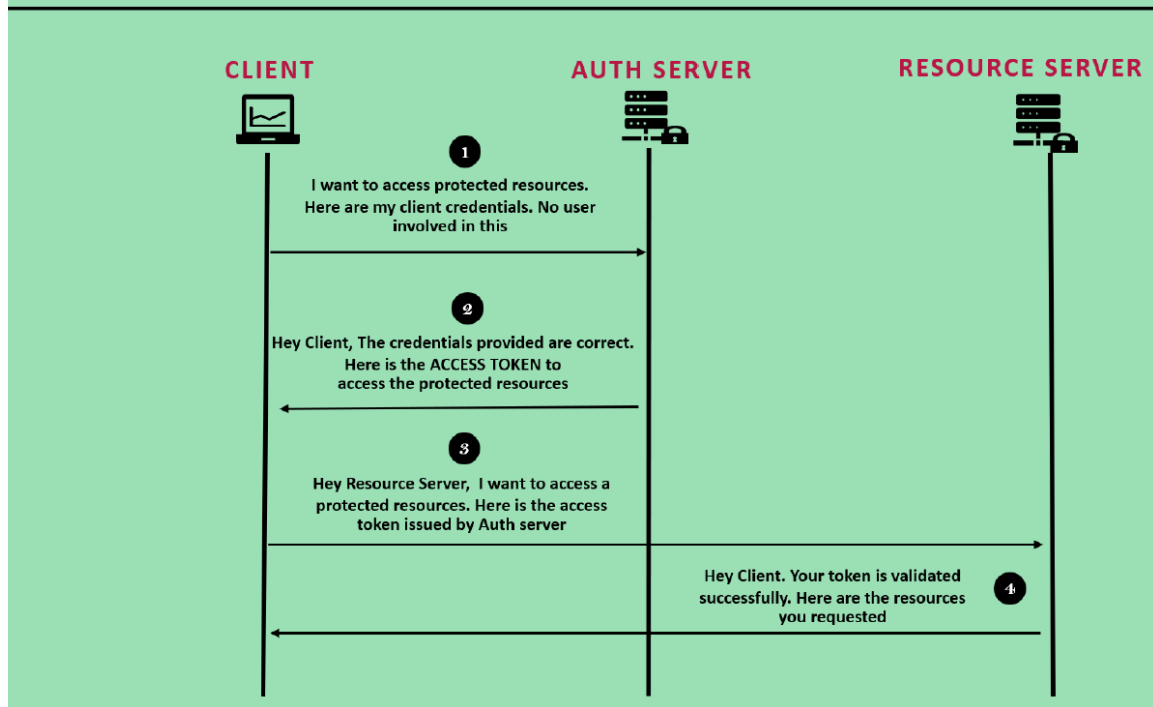 CLIENT
AUTH SERVER
RESOURCE SERVER
1
I want to access protected resources.
Here are my client credentials. No user
involved in this
2
Hey Client, The credentials provided are correct.
Here is the ACCESS TOKEN to
access the protected resources
3
Hey Resource Server, I want to access a
protected resources. Here is the access
token issued by Auth server
Hey Client. Your token is validated
successfully. Here are the resources
you requested
4